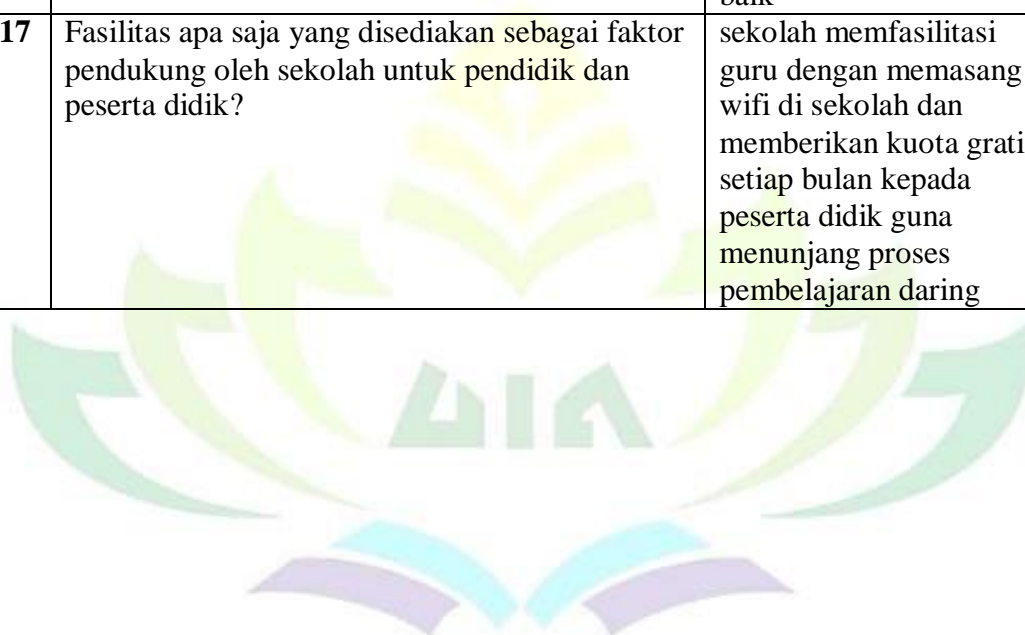 baik
17
Fasilitas apa saja yang disediakan sebagai faktor
pendukung oleh sekolah untuk pendidik dan
peserta didik?
sekolah memfasilitasi
guru dengan memasang
wifi di sekolah dan
memberikan kuota grati
setiap bulan kepada
peserta didik guna
menunjang proses
pembelajaran daring
UIN